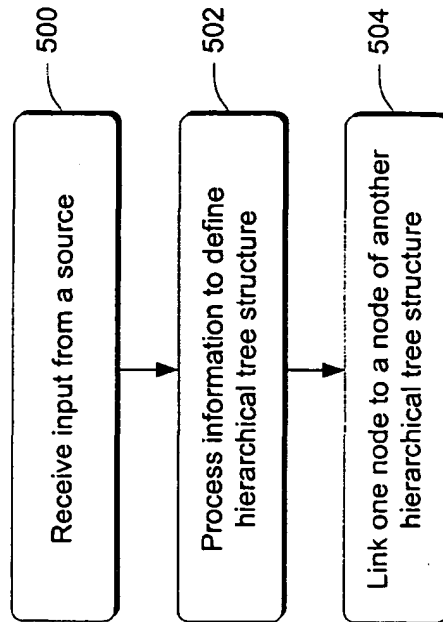 Receive input from a source
500
Process information to define
hierarchical tree structure
502
Link one node to a node of another
hierarchical tree structure
504